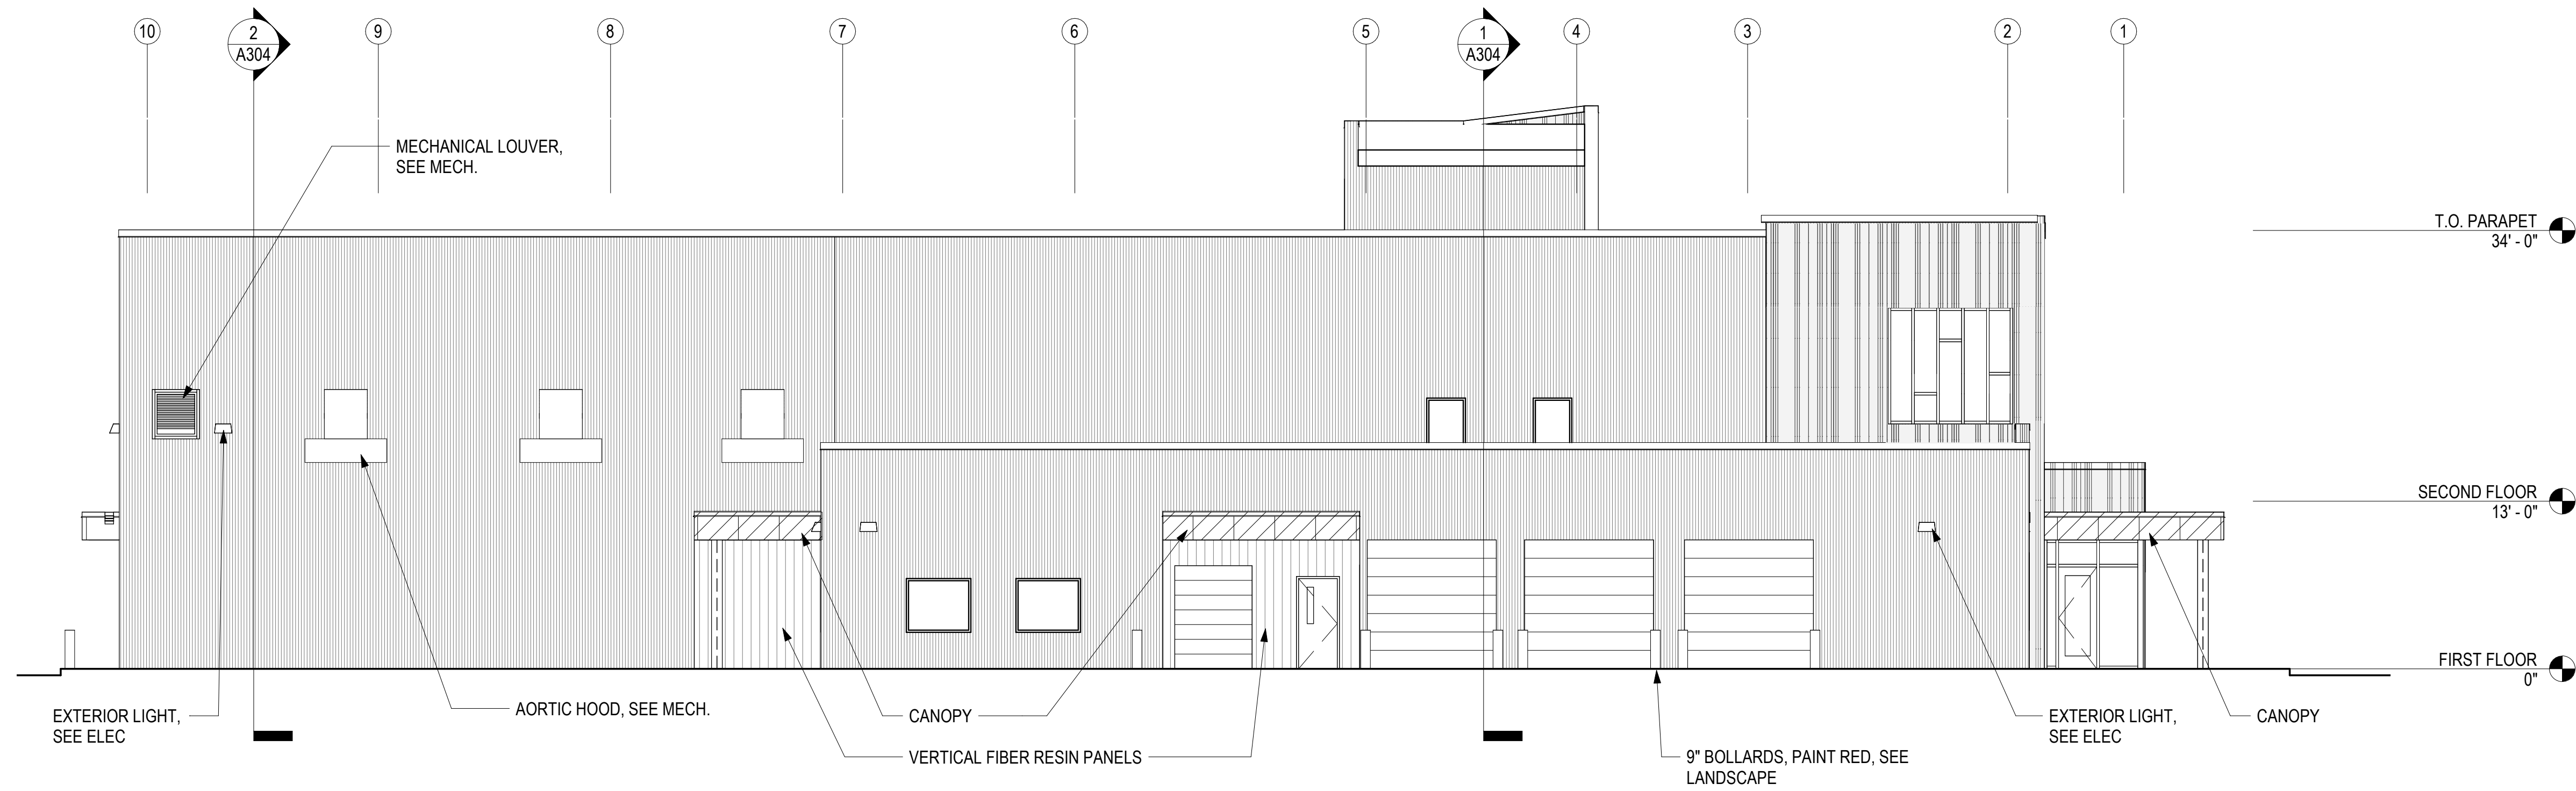 10
2
A304
9
8
7
6
5
1
A304
4
3
2
1
MECHANICAL LOUVER,
SEE MECH.
T.O. PARAPET
34' - 0"
SECOND FLOOR
13' - 0"
FIRST FLOOR
0"
EXTERIOR LIGHT,
SEE ELEC
AORTIC HOOD, SEE MECH.
CANOPY
VERTICAL FIBER RESIN PANELS
9" BOLLARDS, PAINT RED, SEE
LANDSCAPE
EXTERIOR LIGHT,
SEE ELEC
CANOPY